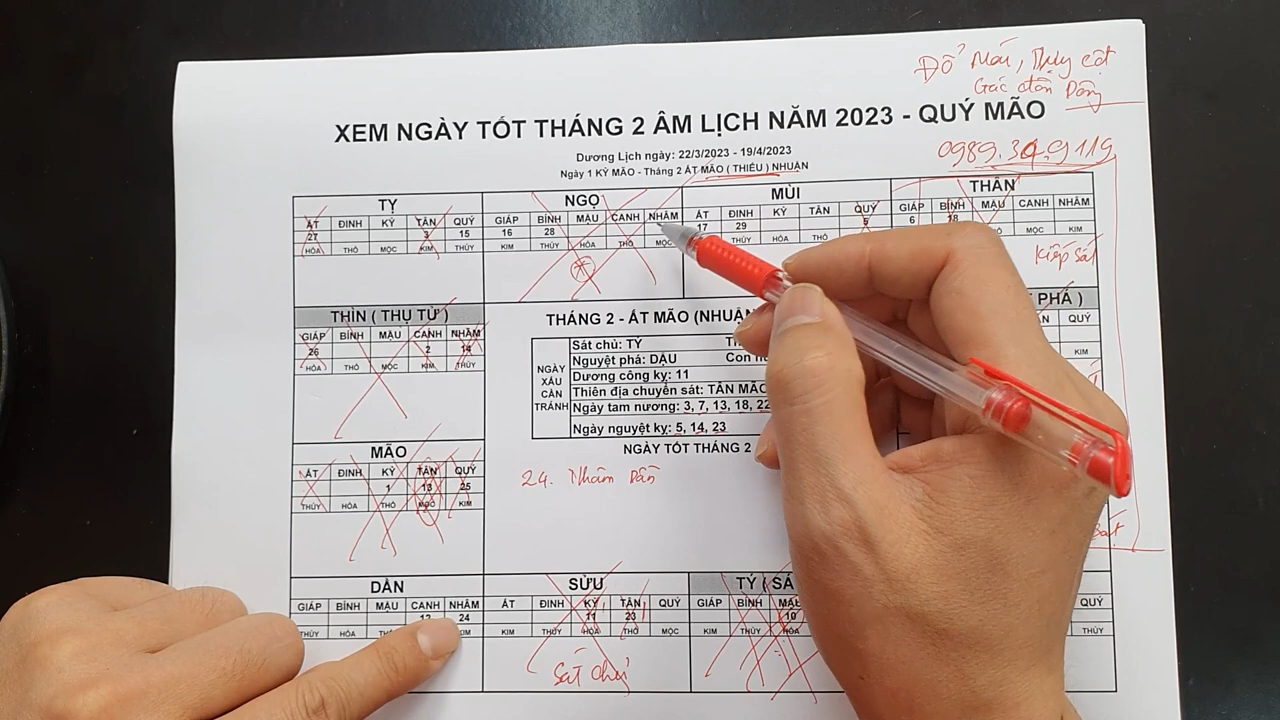 Đổ Mái, Thụy cột
Gác đòn Dông
XEM NGÀY TỐT THÁNG 2 ÂM LỊCH NĂM 2023 - QUÝ MÃO
0989.349119
Dương Lịch ngày: 22/3/2023 - 19/4/2023
Ngày 1 KỶ MÃO - Tháng 2 ẤT MÃO ( THIẾU ) NHUẬN
TỴ
ẤT ĐINH KỶ TÂN QUÝ
27 3 15
HỎA THỔ MỘC KIM THỦY
NGỌ
GIÁP BÍNH MẬU CANH NHÂM
16 28
KIM THỦY HỎA THỔ MỘC
MÙI
ẤT ĐINH KỶ TÂN QUÝ
17 29 5
THỦY HỎA THỔ
THÂN
GIÁP BÍNH MẬU CANH NHÂM
6 18
Kiếp sát
THÌN ( THỤ TỬ )
GIÁP BÍNH MẬU CANH NHÂM
26 2 14
HỎA THỔ MỘC KIM THỦY
PHÁ )
QUÝ
KIM
THÁNG 2 - ẤT MÃO (NHUẬN
NGÀY XẤU CẦN TRÁNH
Sát chủ: TÝ
Nguyệt phá: DẬU
Dương công kỵ: 11
Thiên địa chuyển sát: TÂN MÃO
Ngày tam nương: 3, 7, 13, 18, 22
Ngày nguyệt kỵ: 5, 14, 23
NGÀY TỐT THÁNG 2
24. Nhâm Dần
MÃO
ẤT ĐINH KỶ TÂN QUÝ
1 13 25
THỦY HỎA THỔ MỘC KIM
DẦN
GIÁP BÍNH MẬU CANH NHÂM
12 24
THỦY HỎA
SỬU
ẤT ĐINH KỶ TÂN QUÝ
11 23
KIM THỦY HỎA THỔ MỘC
Sát chủ
TÝ ( SÁ
GIÁP BÍNH MẬU
10
KIM THỦY HỎA
QUÝ
THỦY